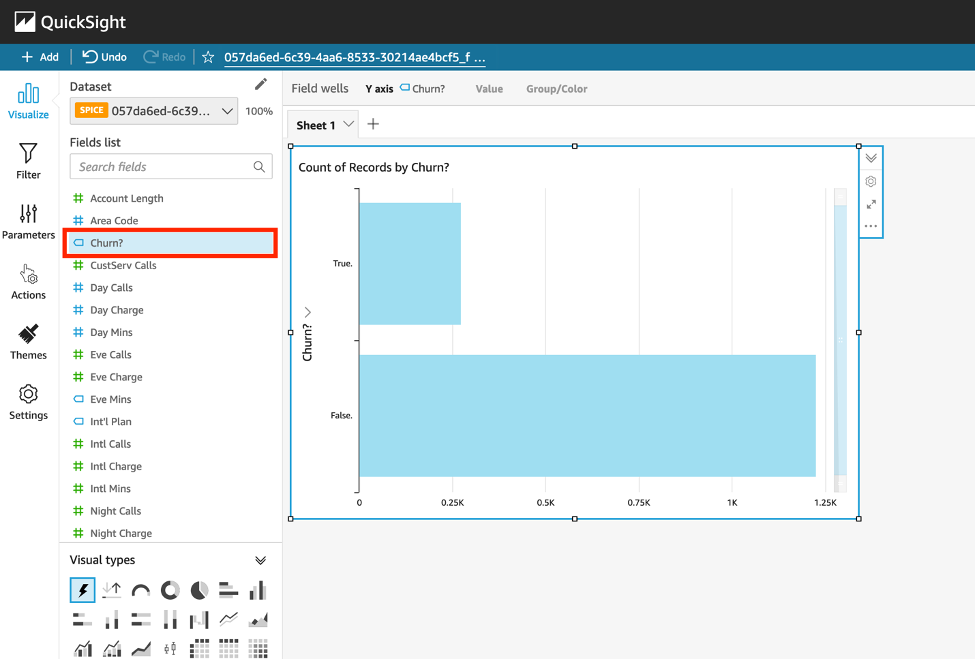 QuickSight
Add
Undo
Redo
057da6ed-6c39-4aa6-8533-30214ae4bcf5_f ...
Visualize
Filter
Parameters
Actions
Themes
Settings
Dataset
SPICE 057da6ed-6c39... 100%
Fields list
Search fields
Account Length
Area Code
Churn?
CustServ Calls
Day Calls
Day Charge
Day Mins
Eve Calls
Eve Charge
Eve Mins
Int'l Plan
Intl Calls
Intl Charge
Intl Mins
Night Calls
Night Charge
Visual types
Field wells
Y axis Churn?
Value
Group/Color
Sheet 1
Count of Records by Churn?
Churn?
True.
False.
0 0.25K 0.5K 0.75K 1K 1.25K